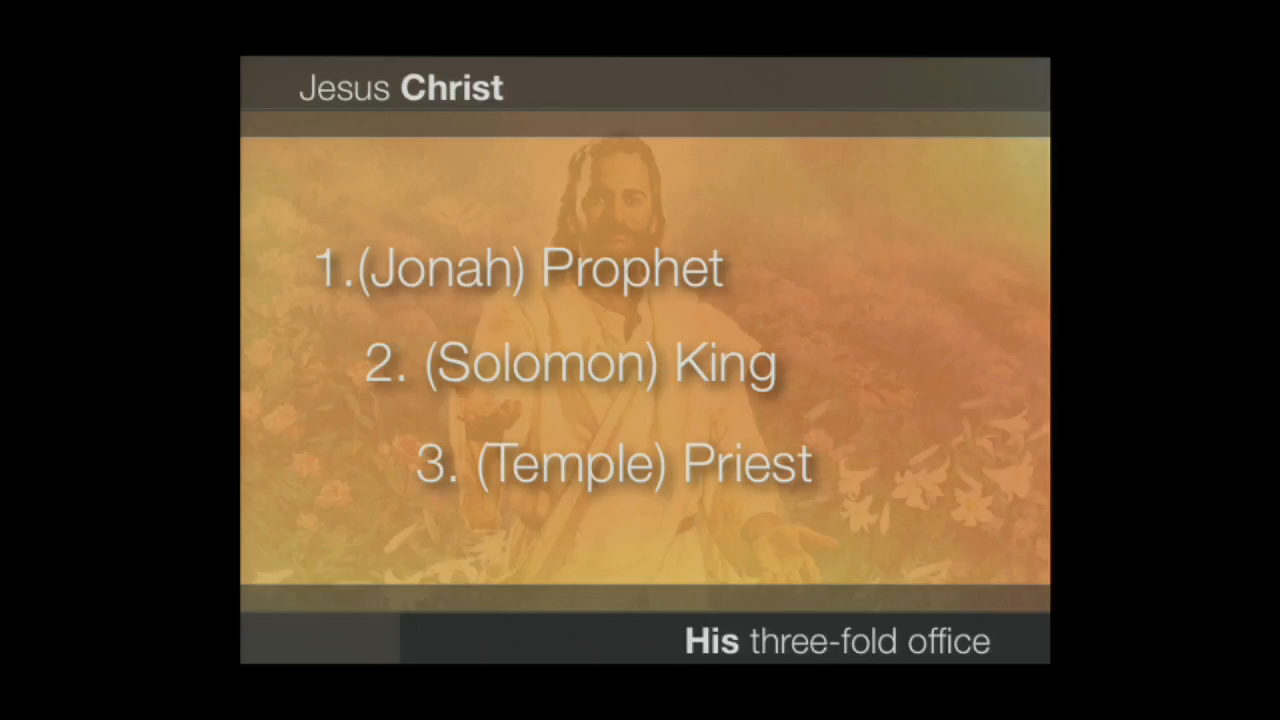 Jesus Christ
1.(Jonah) Prophet
2. (Solomon) King
3. (Temple) Priest
His three-fold office